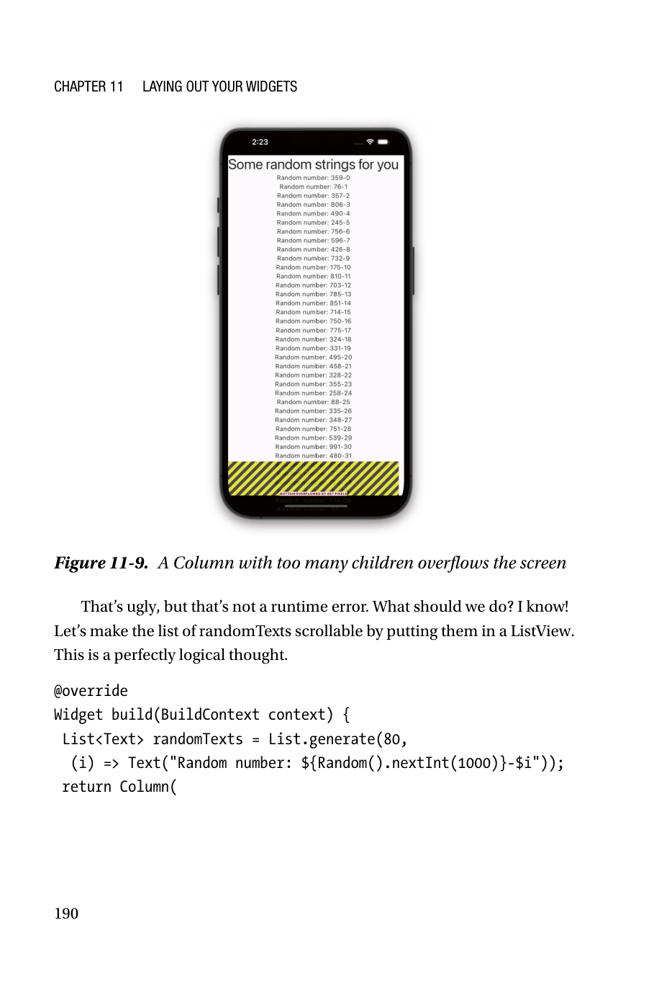 CHAPTER 11 LAYING OUT YOUR WIDGETS
2:23
Some random strings for you
Random number: 359-0
Random number: 76-1
Random number: 357-2
Random number: 806-3
Random number: 490-4
Random number: 245-5
Random number: 756-6
Random number: 596-7
Random number: 426-8
Random number: 732-9
Random number: 175-10
Random number: 810-11
Random number: 703-12
Random number: 785-13
Random number: 851-14
Random number: 714-15
Random number: 750-16
Random number: 775-17
Random number: 324-18
Random number: 331-19
Random number: 495-20
Random number: 458-21
Random number: 328-22
Random number: 355-23
Random number: 258-24
Random number: 88-25
Random number: 335-26
Random number: 348-27
Random number: 751-28
Random number: 539-29
Random number: 991-30
Random number: 480-31
BOTTOM OVERFLOWED BY PIXELS
Random number:
Figure 11-9. A Column with too many children overflows the screen
That’s ugly, but that’s not a runtime error. What should we do? I know!
Let’s make the list of randomTexts scrollable by putting them in a ListView.
This is a perfectly logical thought.
@override
Widget build(BuildContext context) {
List<Text> randomTexts = List.generate(80,
(i) => Text("Random number: ${Random().nextInt(1000)}-$i"));
return Column(
190